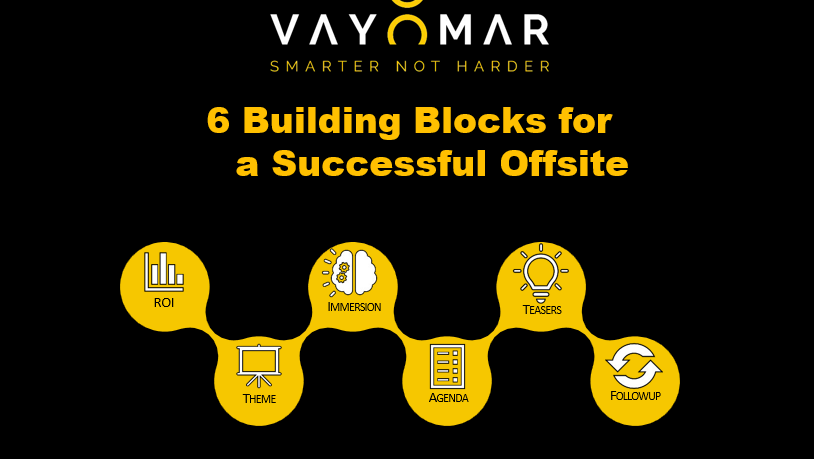 VAYOMAR
SMARTER NOT HARDER
6 Building Blocks for
a Successful Offsite
ROI
THEME
IMMERSION
AGENDA
TEASERS
FOLLOWUP